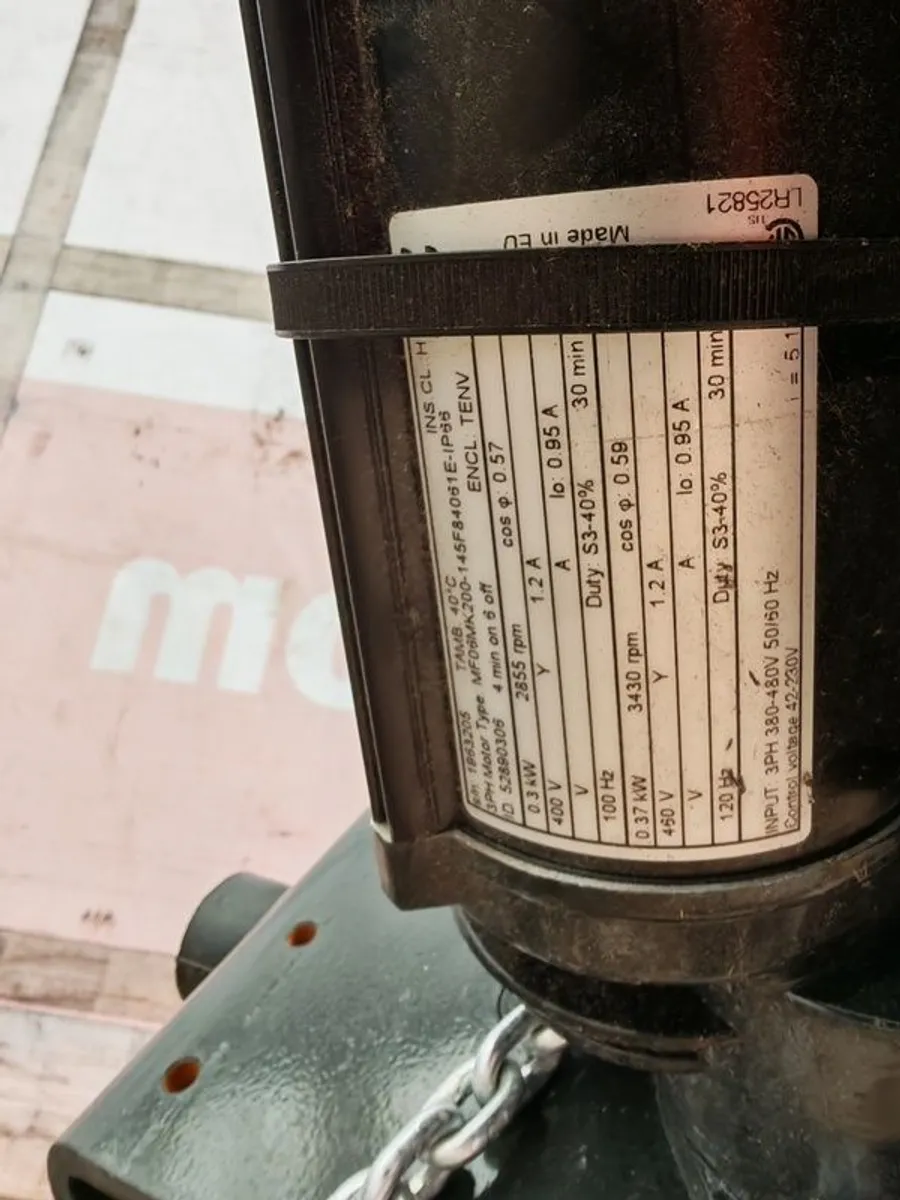 LR25821
Made in EU
INS CL. H
TAMB. 40°C
3PH Motor Type MF06MK200-145F84061E-IP66
ID. 52890306 4 min on 6 off ENCL. TENV
0.3 kW 2855 rpm cos φ: 0.57
400 V Y 1.2 A
V A Io: 0.95 A
100 Hz Duty: S3-40% 30 min
0.37 kW 3430 rpm cos φ: 0.59
460 V Y 1.2 A
V A Io: 0.95 A
120 Hz Duty: S3-40% 30 min
INPUT: 3PH 380-480V 50/60 Hz
Control voltage 42-230V i = 51